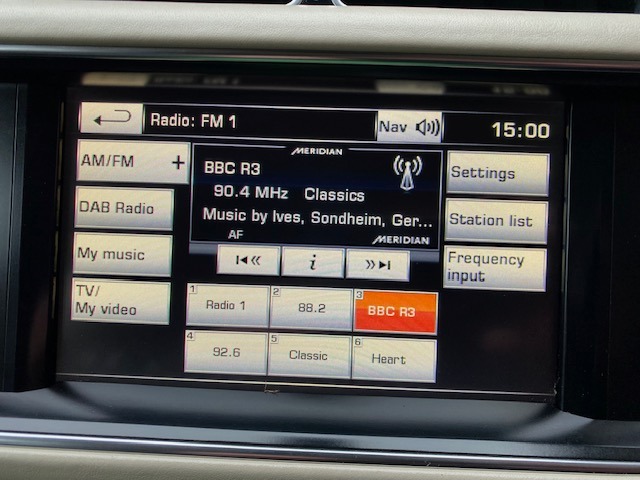 Radio: FM 1
Nav
15:00
AM/FM +
MERIDIAN
BBC R3
90.4 MHz Classics
Music by Ives, Sondheim, Ger...
AF
MERIDIAN
Settings
DAB Radio
Station list
My music
i
Frequency
input
TV/
My video
1 Radio 1
2 88.2
3 BBC R3
4 92.6
5 Classic
6 Heart